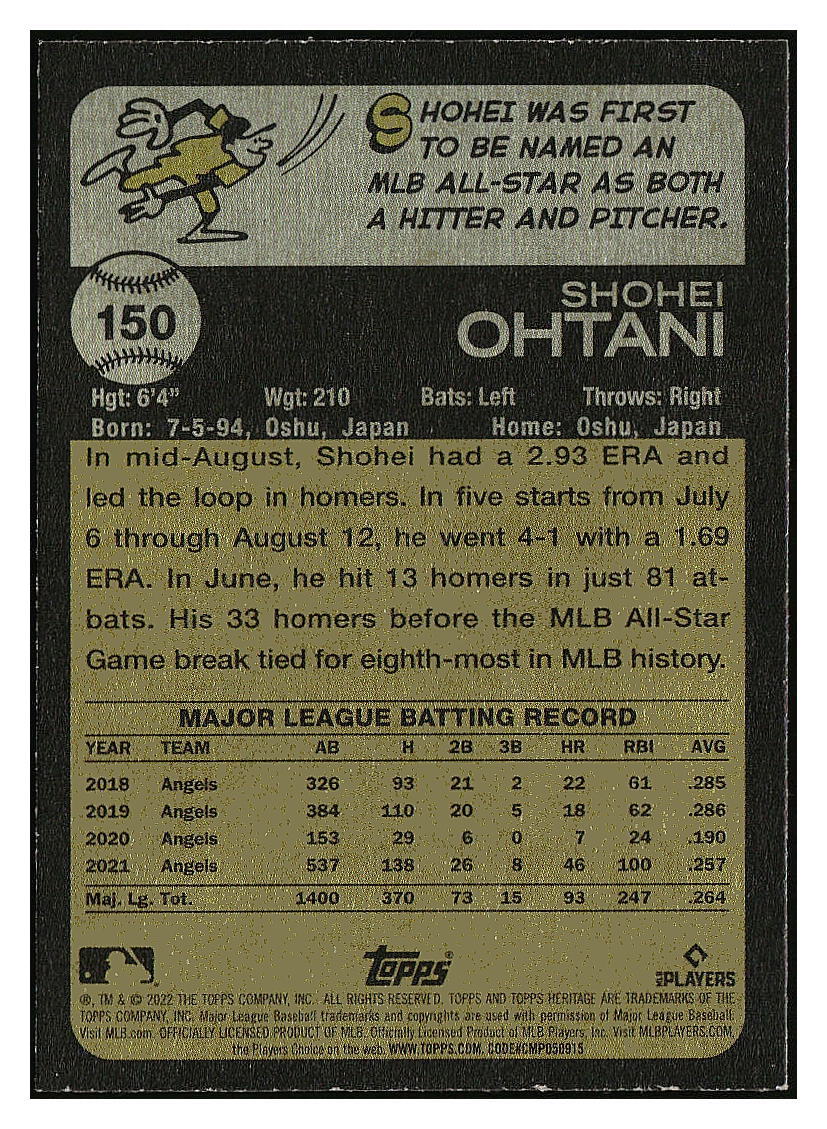 SHOHEI WAS FIRST
TO BE NAMED AN
MLB ALL-STAR AS BOTH
A HITTER AND PITCHER.
150
SHOHEI
OHTANI
Hgt: 6'4" Wgt: 210 Bats: Left Throws: Right
Born: 7-5-94, Oshu, Japan Home: Oshu, Japan
In mid-August, Shohei had a 2.93 ERA and
led the loop in homers. In five starts from July
6 through August 12, he went 4-1 with a 1.69
ERA. In June, he hit 13 homers in just 81 at-
bats. His 33 homers before the MLB All-Star
Game break tied for eighth-most in MLB history.
MAJOR LEAGUE BATTING RECORD
YEAR TEAM AB H 2B 3B HR RBI AVG
2018 Angels 326 93 21 2 22 61 .285
2019 Angels 384 110 20 5 18 62 .286
2020 Angels 153 29 6 0 7 24 .190
2021 Angels 537 138 26 8 46 100 .257
Maj. Lg. Tot. 1400 370 73 15 93 247 .264
Topps®
MLB PLAYERS
®, TM & © 2022 THE TOPPS COMPANY, INC. ALL RIGHTS RESERVED. TOPPS AND TOPPS HERITAGE ARE TRADEMARKS OF THE
TOPPS COMPANY, INC. Major League Baseball trademarks and copyrights are used with permission of Major League Baseball.
Visit MLB.com. OFFICIALLY LICENSED PRODUCT OF MLB. Officially Licensed Product of MLB Players, Inc. Visit MLBPLAYERS.COM,
the Players Choice on the web. WWW.TOPPS.COM. CODE#CMP050915